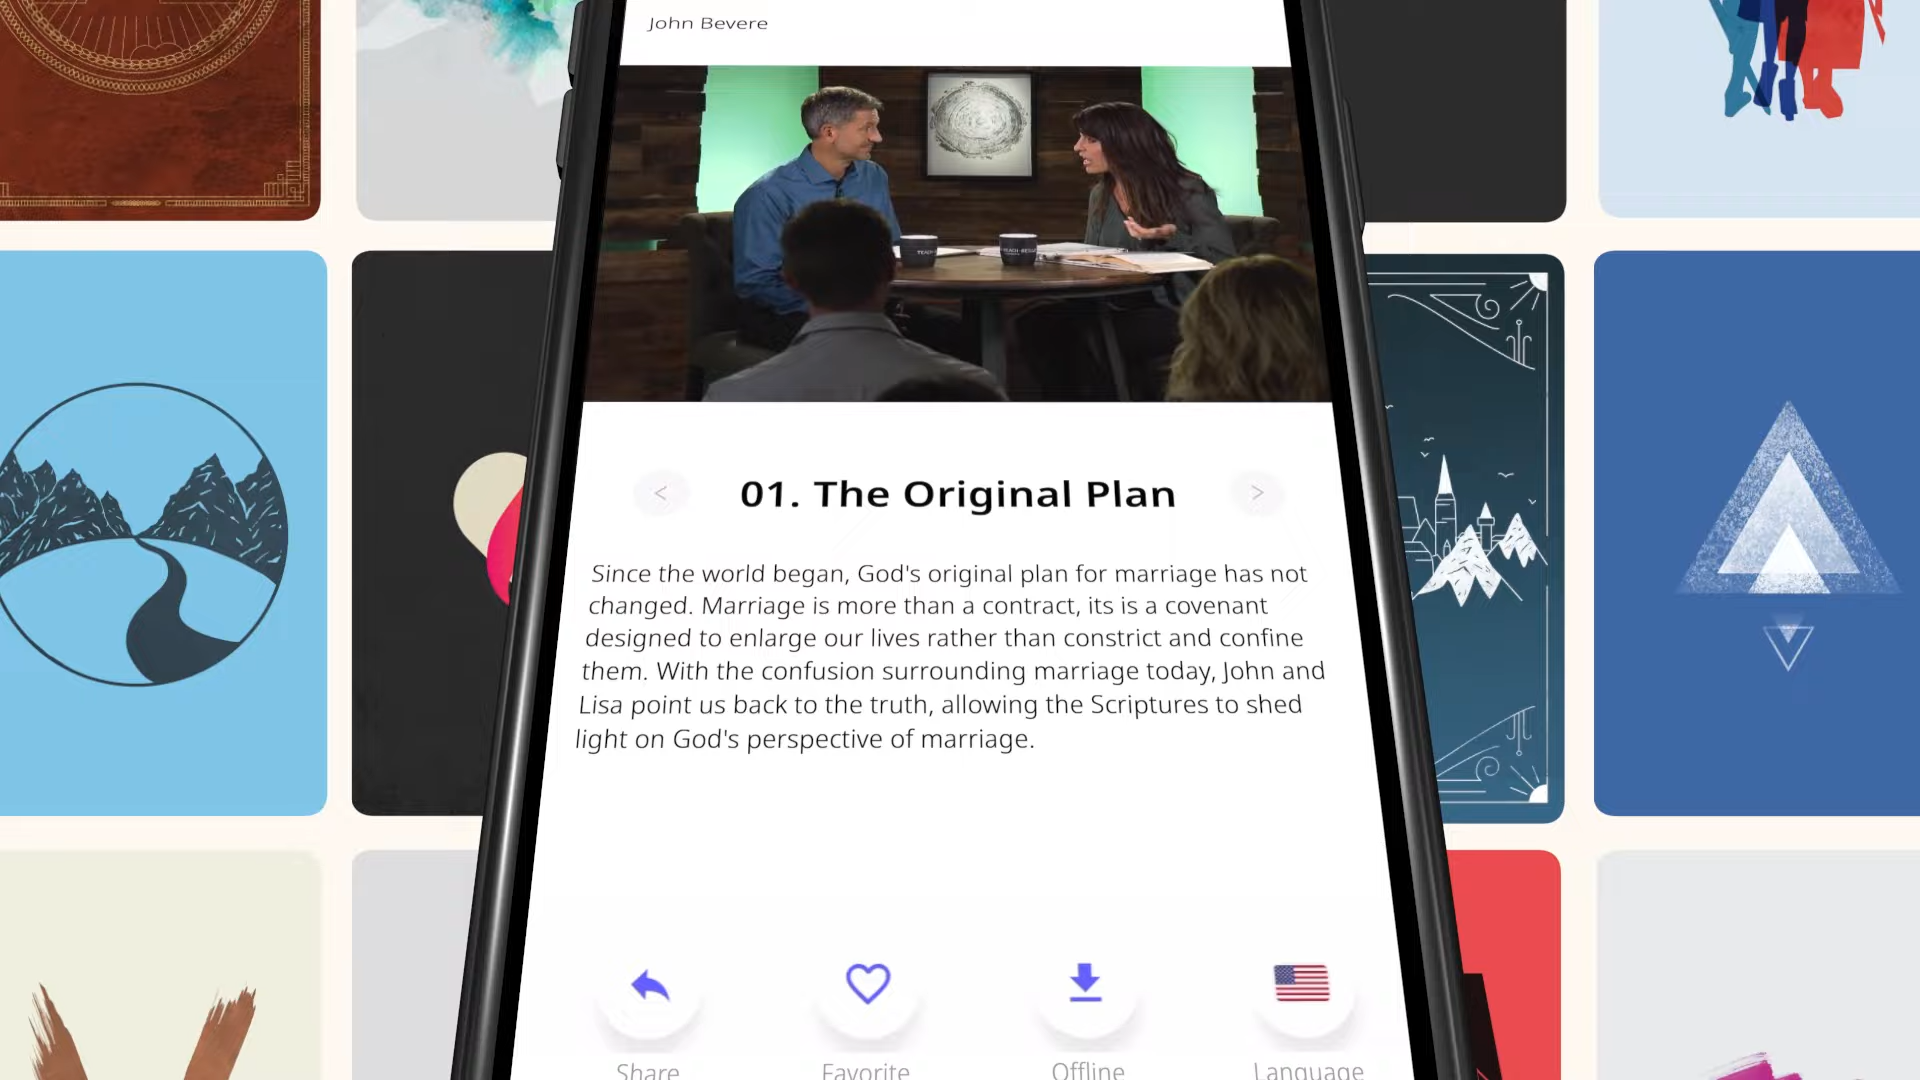 John Bevere
< 01. The Original Plan >
Since the world began, God's original plan for marriage has not
changed. Marriage is more than a contract, its is a covenant
designed to enlarge our lives rather than constrict and confine
them. With the confusion surrounding marriage today, John and
Lisa point us back to the truth, allowing the Scriptures to shed
light on God's perspective of marriage.
Share Favorite Offline Language